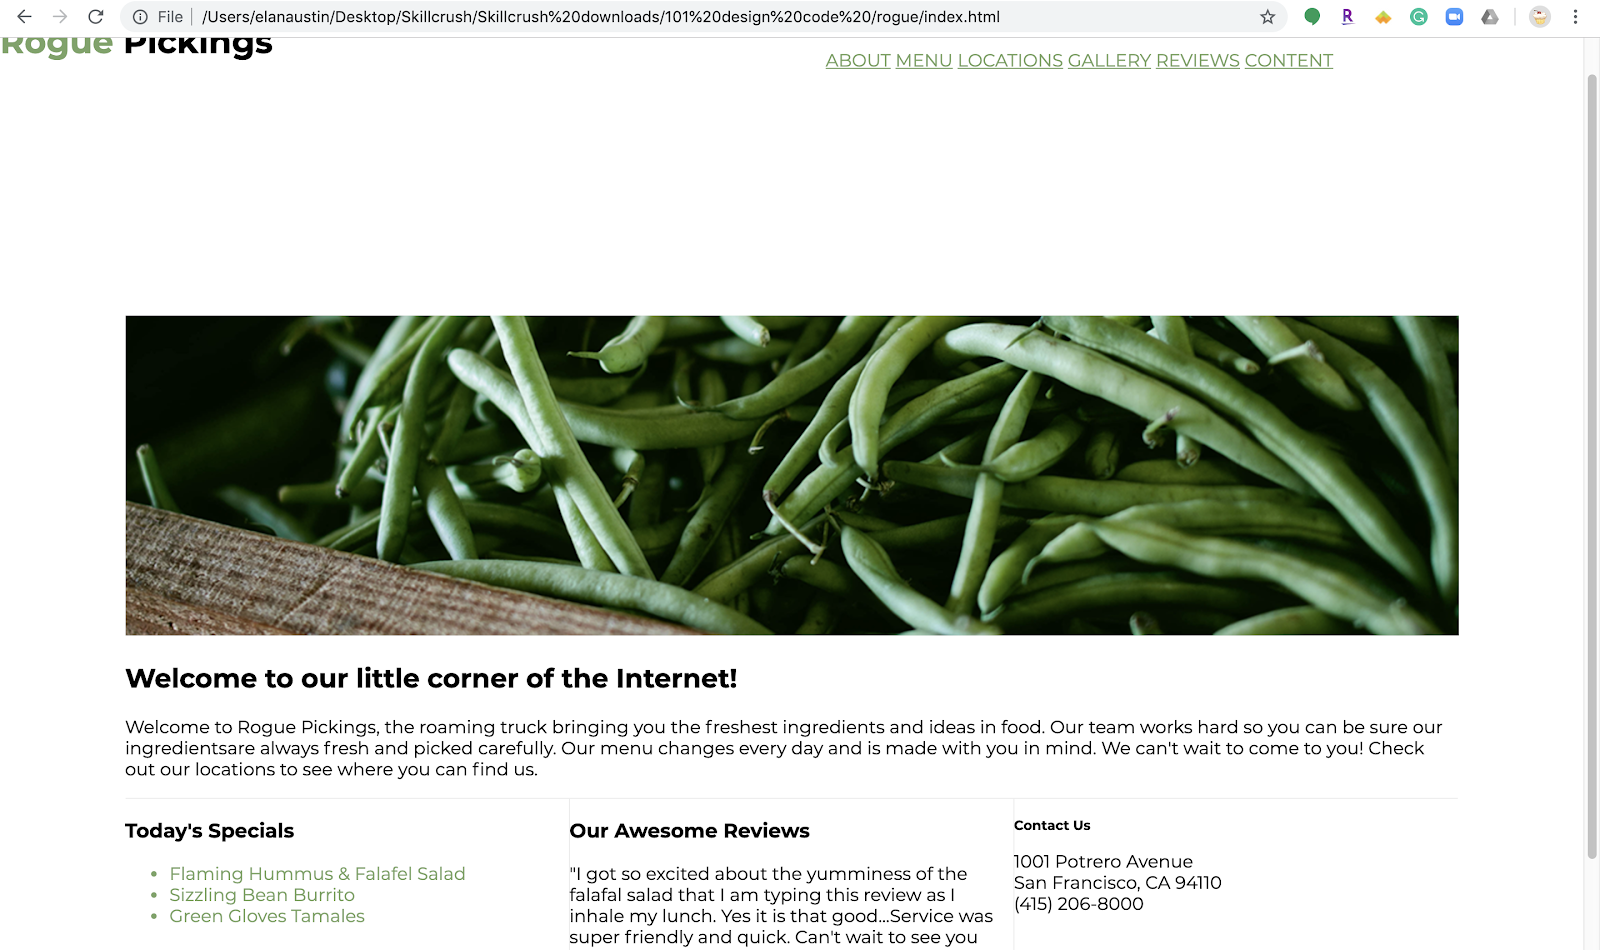 File | /Users/elanaustin/Desktop/Skillcrush/Skillcrush%20downloads/101%20design%20code%20/rogue/index.html
Rogue Pickings
ABOUT MENU LOCATIONS GALLERY REVIEWS CONTENT
Welcome to our little corner of the Internet!
Welcome to Rogue Pickings, the roaming truck bringing you the freshest ingredients and ideas in food. Our team works hard so you can be sure our
ingredientsare always fresh and picked carefully. Our menu changes every day and is made with you in mind. We can't wait to come to you! Check
out our locations to see where you can find us.
Today's Specials
• Flaming Hummus & Falafel Salad
• Sizzling Bean Burrito
• Green Gloves Tamales
Our Awesome Reviews
"I got so excited about the yumminess of the
falafal salad that I am typing this review as I
inhale my lunch. Yes it is that good...Service was
super friendly and quick. Can't wait to see you
Contact Us
1001 Potrero Avenue
San Francisco, CA 94110
(415) 206-8000